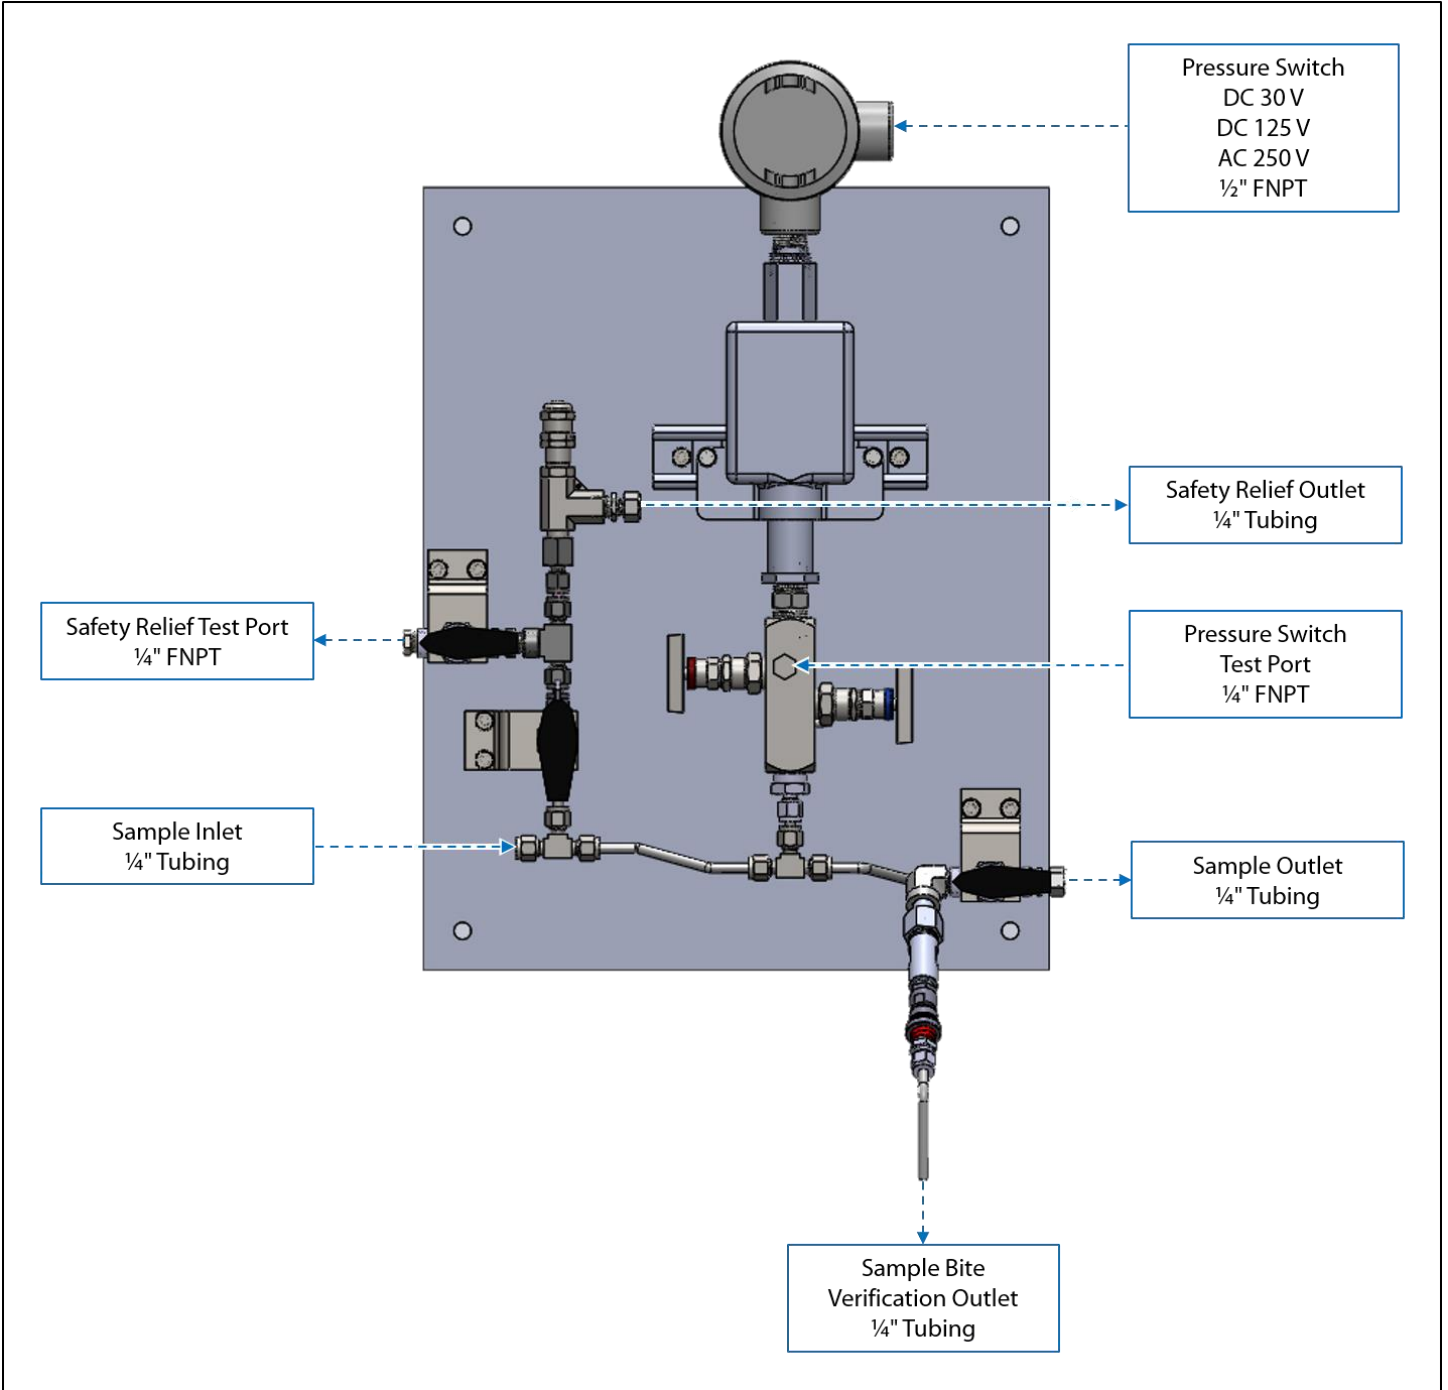 Pressure Switch
DC 30 V
DC 125 V
AC 250 V
½" FNPT
Safety Relief Outlet
¼" Tubing
Safety Relief Test Port
¼" FNPT
Pressure Switch
Test Port
¼" FNPT
Sample Inlet
¼" Tubing
Sample Outlet
¼" Tubing
Sample Bite
Verification Outlet
¼" Tubing